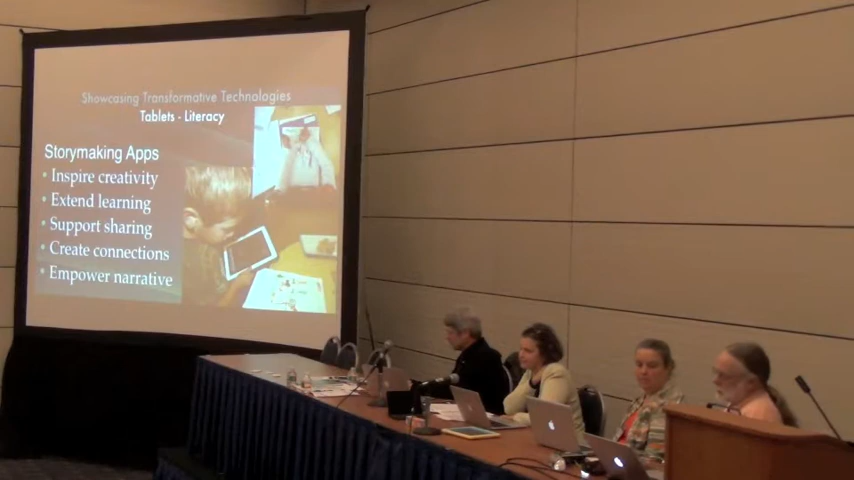 Showcasing Transformative Technologies
Tablets - Literacy
Storymaking Apps
• Inspire creativity
• Extend learning
• Support sharing
• Create connections
• Empower narrative